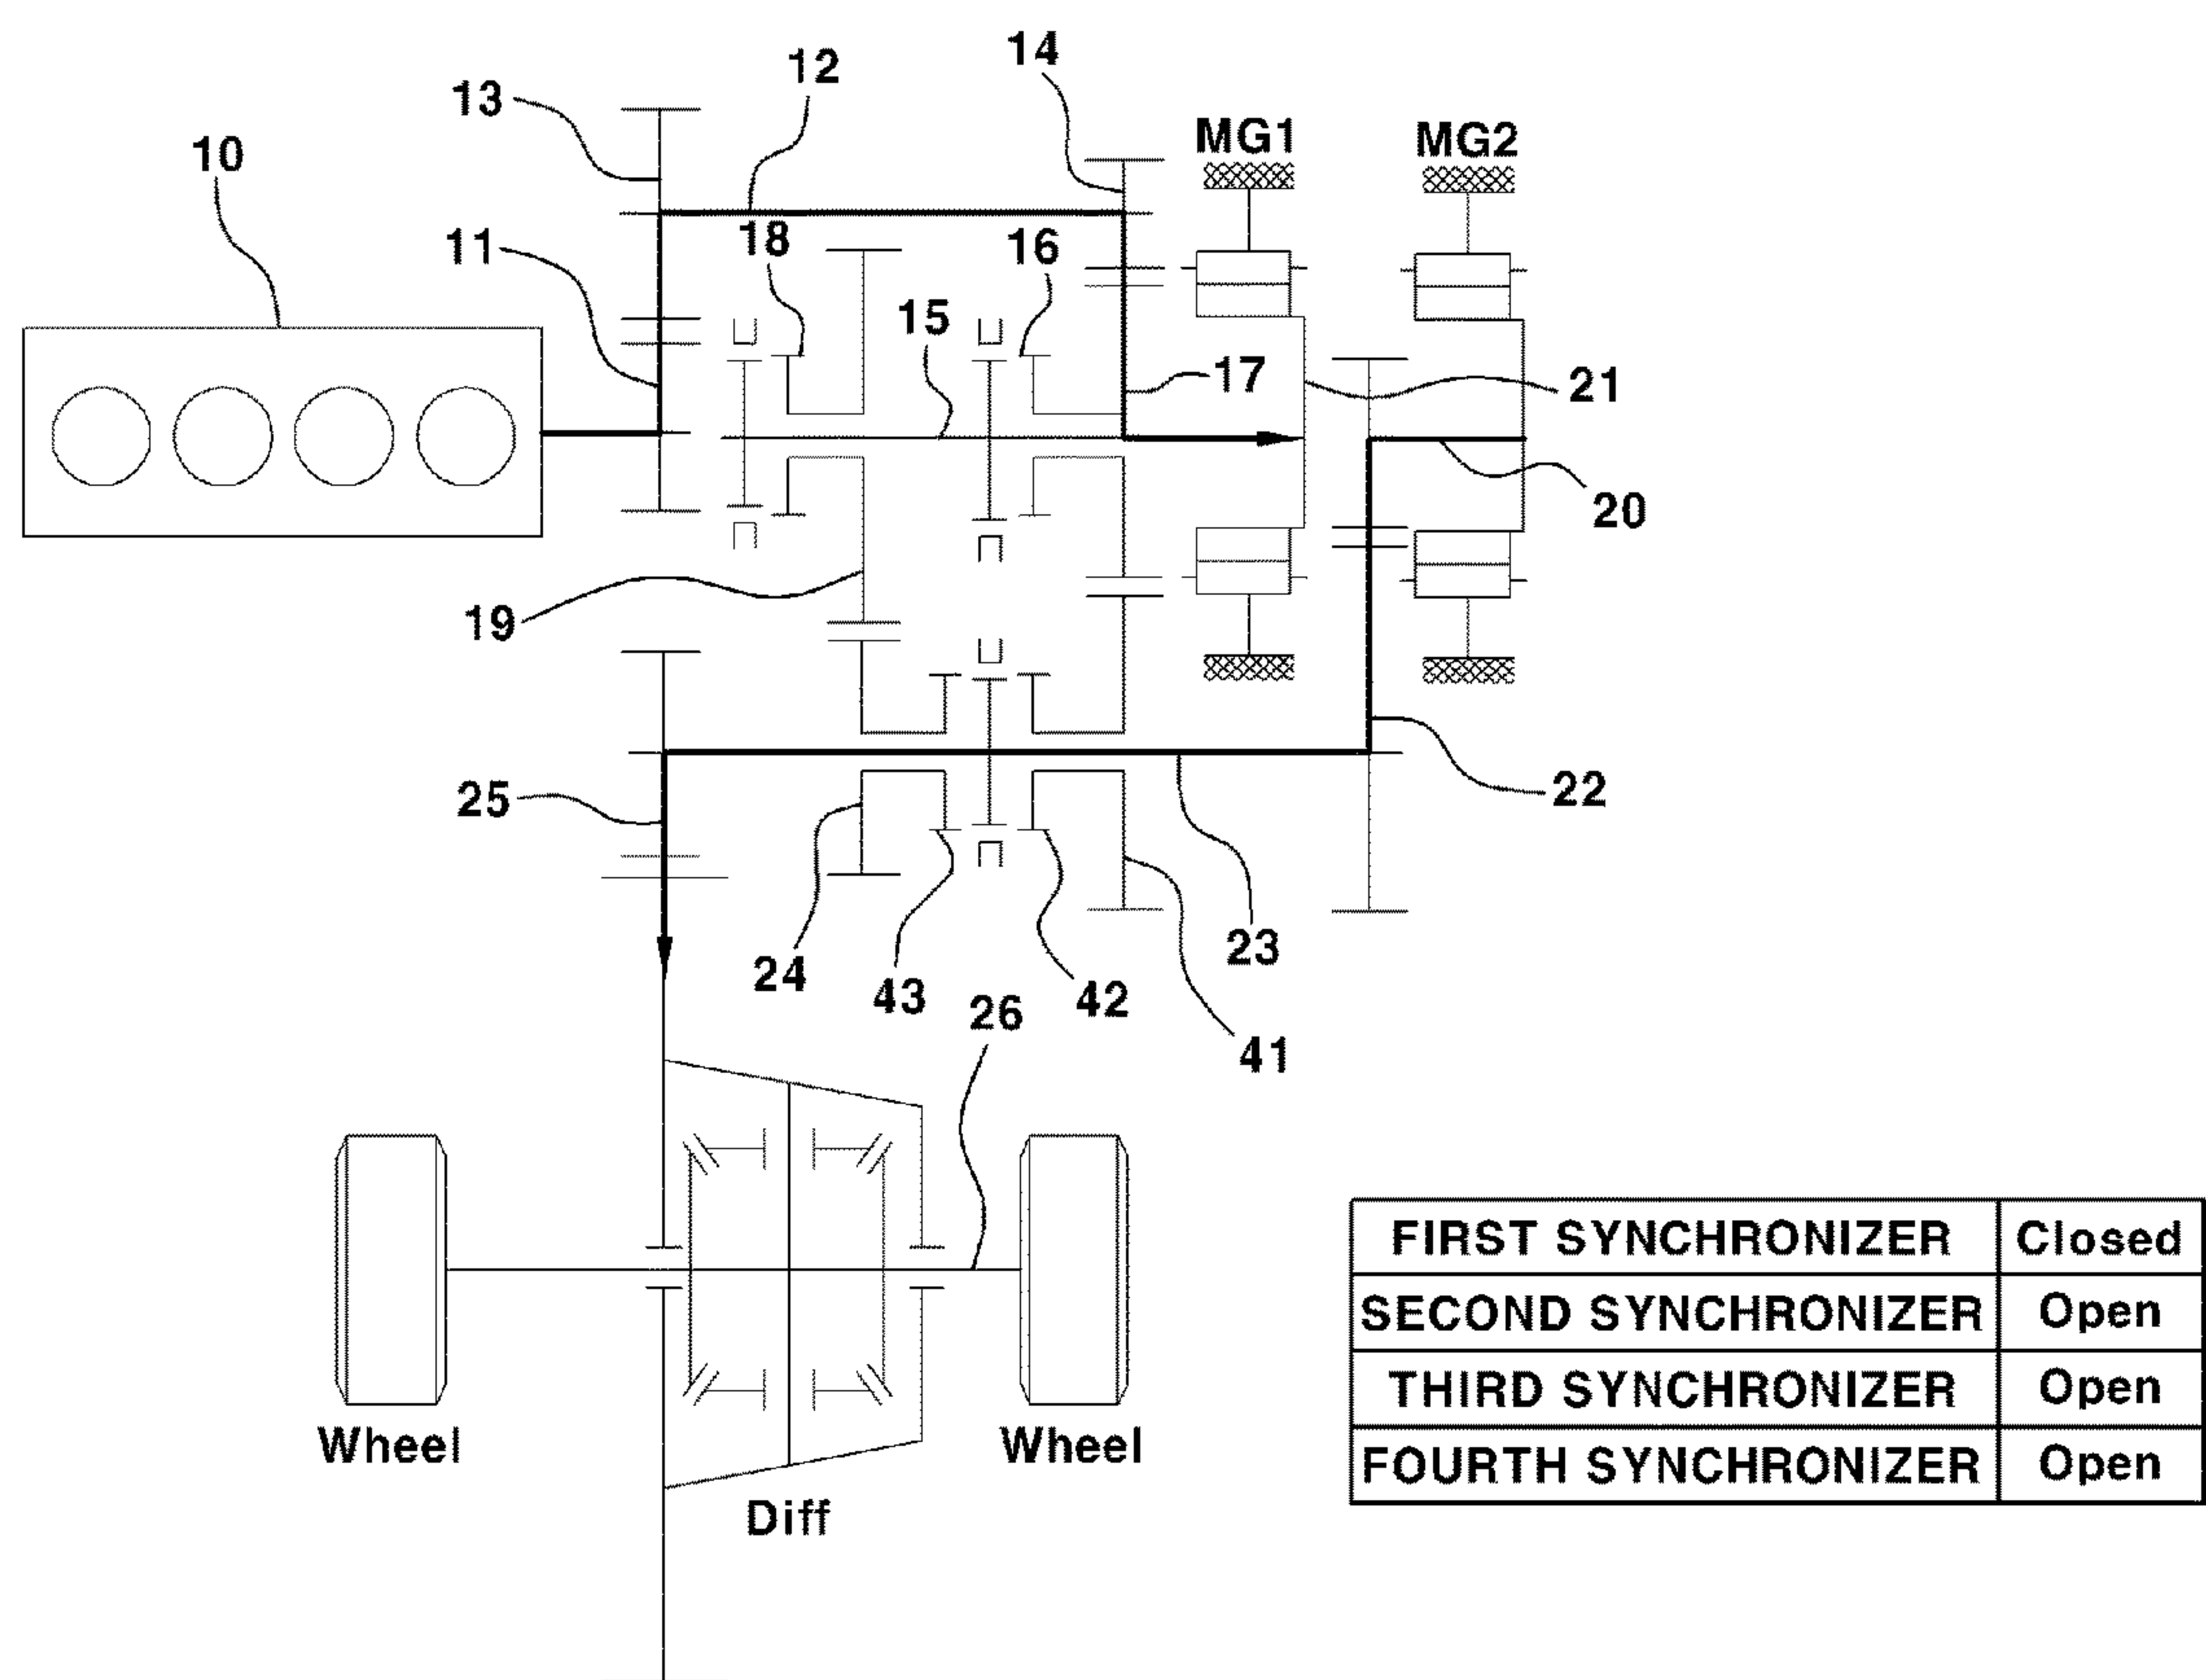 14
12
13
MG1
MG2
10
18
16
11
15
17
21
20
19
25
22
24
43
42
23
26
41
Wheel
Wheel
Diff
FIRST SYNCHRONIZER Closed
SECOND SYNCHRONIZER Open
THIRD SYNCHRONIZER Open
FOURTH SYNCHRONIZER Open